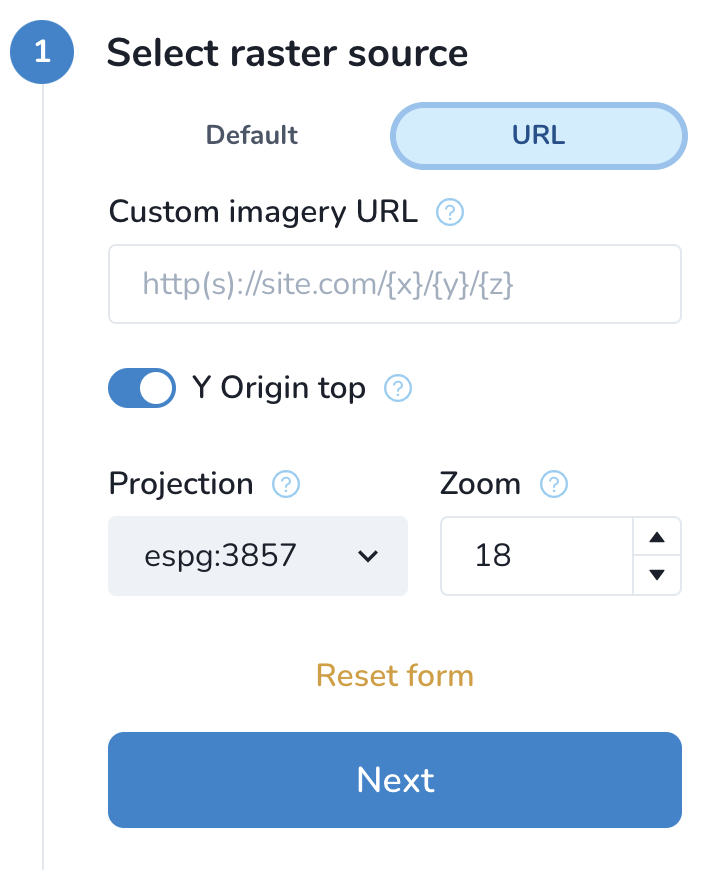 1 Select raster source
Default URL
Custom imagery URL ?
http(s)://site.com/{x}/{y}/{z}
Y Origin top ?
Projection ? Zoom ?
espg:3857 18
Reset form
Next